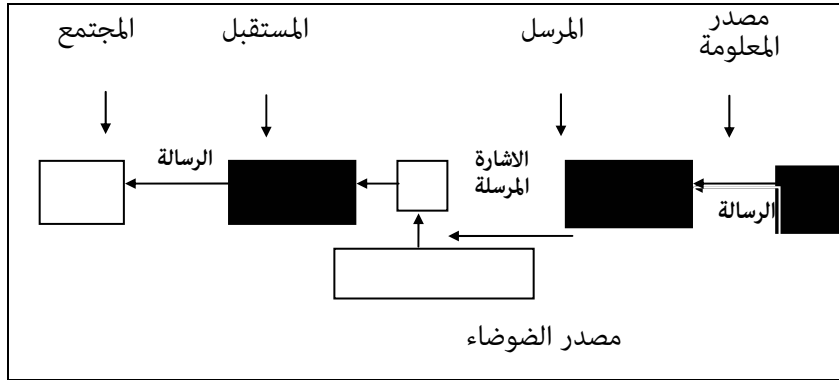 مصدر
المعلومة
المرسل
المستقبل
المجتمع
الرسالة
الاشارة
المرسلة
الرسالة
مصدر الضوضاء